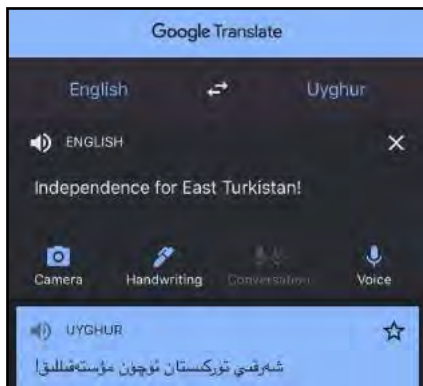 Google Translate
English Uyghur
ENGLISH
Independence for East Turkistan!
Camera Handwriting Conversation Voice
UYGHUR
شەرقىي تۈركىستان ئۈچۈن مۇستەقىللىق!